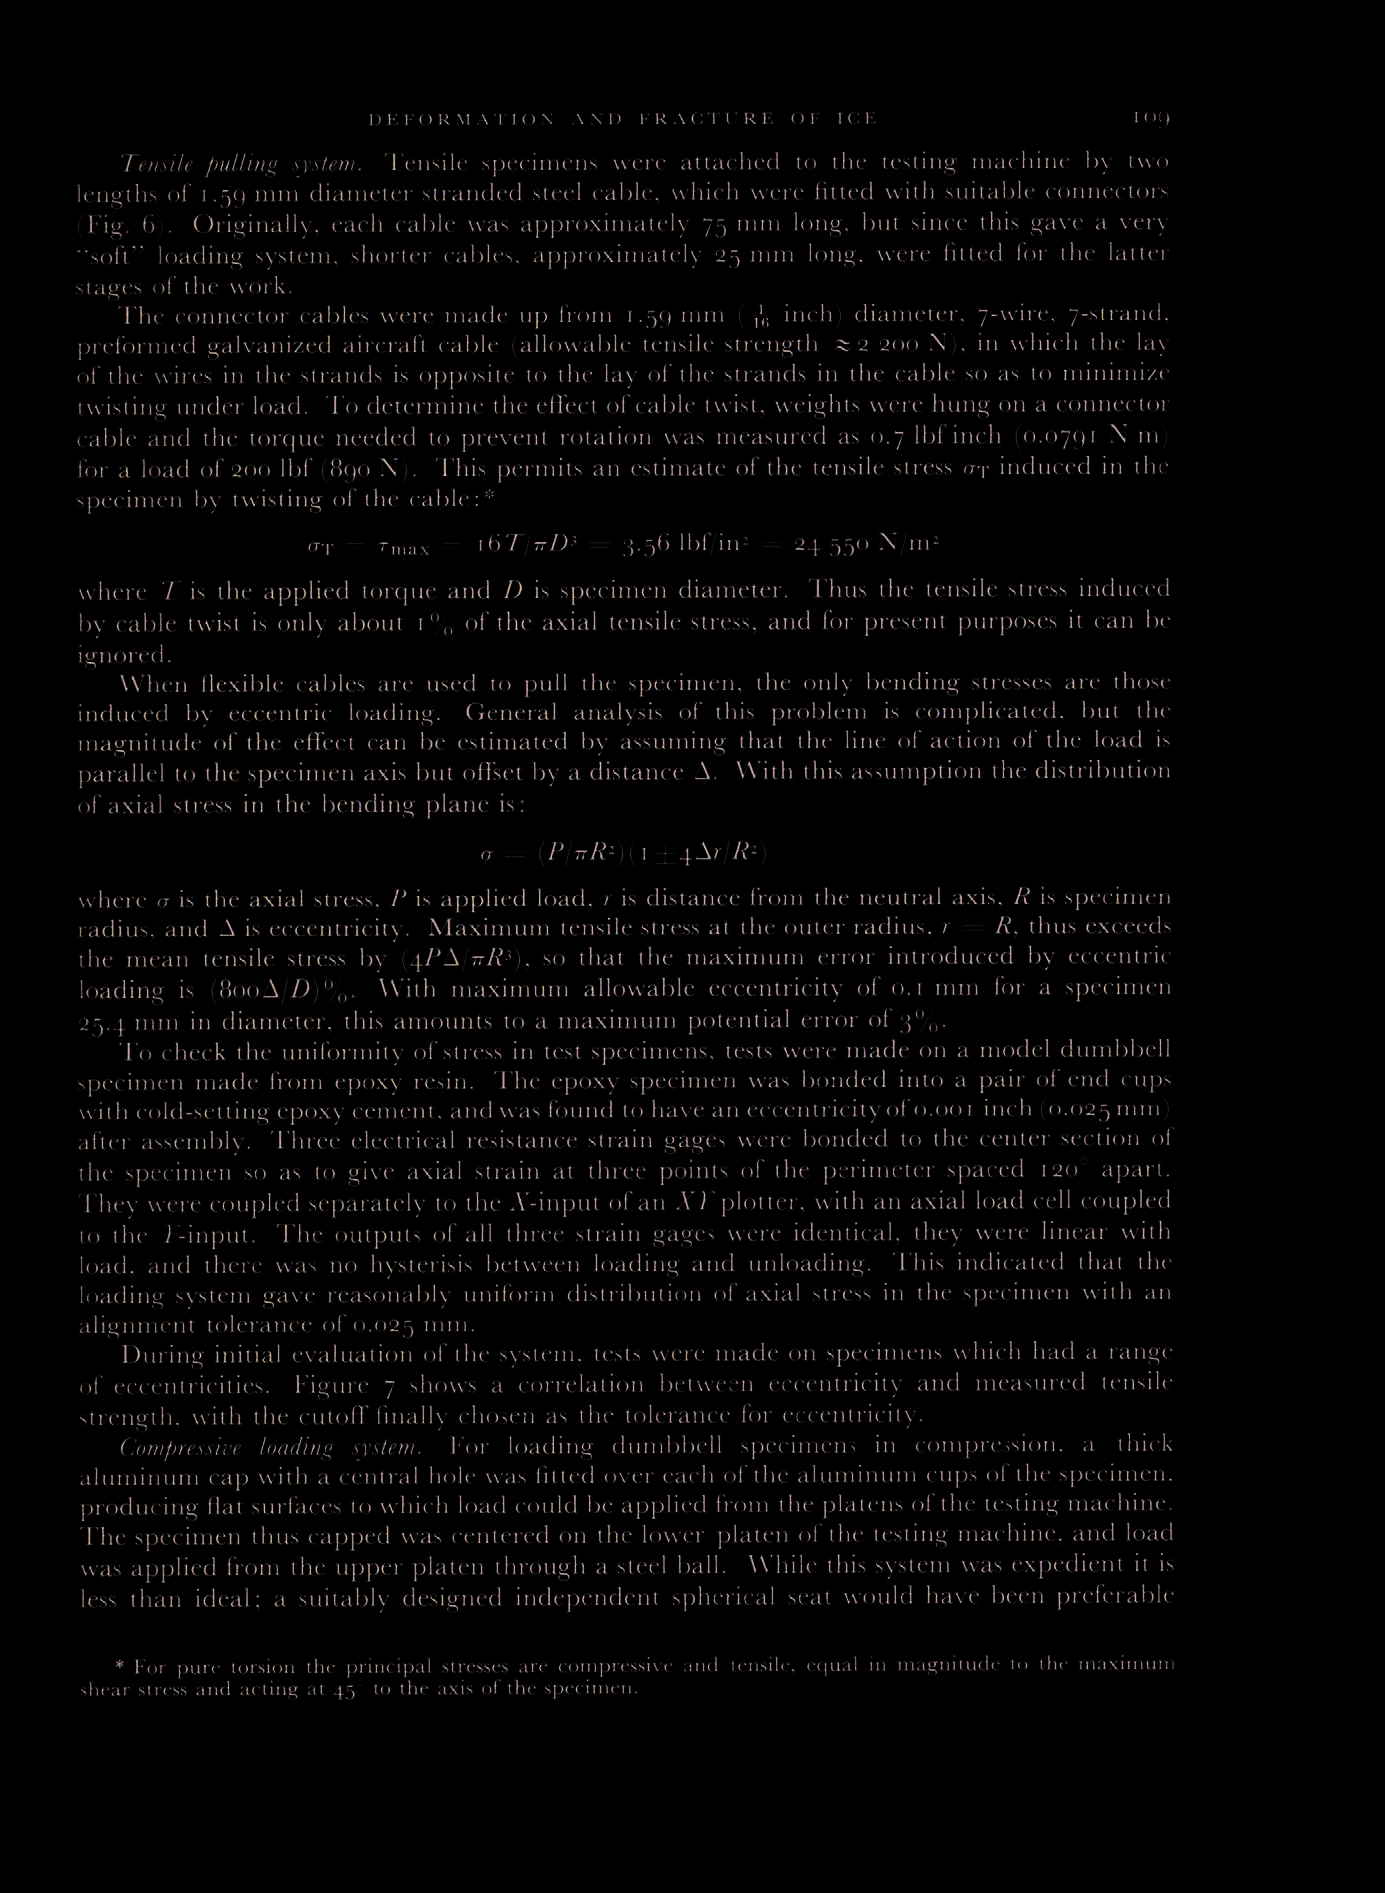 DEFORMATION AND FRACTURE OF ICE 109
Tensile pulling system. Tensile specimens were attached to the testing machine by two
lengths of 1.59 mm diameter stranded steel cable, which were fitted with suitable connectors
(Fig. 6). Originally, each cable was approximately 75 mm long, but since this gave a very
"soft" loading system, shorter cables, approximately 25 mm long, were fitted for the latter
stages of the work.
The connector cables were made up from 1.59 mm (1/16 inch) diameter, 7-wire, 7-strand,
preformed galvanized aircraft cable (allowable tensile strength ≈ 2 200 N), in which the lay
of the wires in the strands is opposite to the lay of the strands in the cable so as to minimize
twisting under load. To determine the effect of cable twist, weights were hung on a connector
cable and the torque needed to prevent rotation was measured as 0.7 lbf inch (0.0791 N m)
for a load of 200 lbf (890 N). This permits an estimate of the tensile stress σT induced in the
specimen by twisting of the cable:*
σT = τmax = 16T/πD³ = 3.56 lbf/in² = 24 550 N/m²
where T is the applied torque and D is specimen diameter. Thus the tensile stress induced
by cable twist is only about 1% of the axial tensile stress, and for present purposes it can be
ignored.
When flexible cables are used to pull the specimen, the only bending stresses are those
induced by eccentric loading. General analysis of this problem is complicated, but the
magnitude of the effect can be estimated by assuming that the line of action of the load is
parallel to the specimen axis but offset by a distance Δ. With this assumption the distribution
of axial stress in the bending plane is:
σ = (P/πR²)(1±4Δr/R²)
where σ is the axial stress, P is applied load, r is distance from the neutral axis, R is specimen
radius, and Δ is eccentricity. Maximum tensile stress at the outer radius, r = R, thus exceeds
the mean tensile stress by (4PΔ/πR³), so that the maximum error introduced by eccentric
loading is (800Δ/D)%. With maximum allowable eccentricity of 0.1 mm for a specimen
25.4 mm in diameter, this amounts to a maximum potential error of 3%.
To check the uniformity of stress in test specimens, tests were made on a model dumbbell
specimen made from epoxy resin. The epoxy specimen was bonded into a pair of end cups
with cold-setting epoxy cement, and was found to have an eccentricity of 0.001 inch (0.025 mm)
after assembly. Three electrical resistance strain gages were bonded to the center section of
the specimen so as to give axial strain at three points of the perimeter spaced 120° apart.
They were coupled separately to the X-input of an XY plotter, with an axial load cell coupled
to the Y-input. The outputs of all three strain gages were identical, they were linear with
load, and there was no hysterisis between loading and unloading. This indicated that the
loading system gave reasonably uniform distribution of axial stress in the specimen with an
alignment tolerance of 0.025 mm.
During initial evaluation of the system, tests were made on specimens which had a range
of eccentricities. Figure 7 shows a correlation between eccentricity and measured tensile
strength, with the cutoff finally chosen as the tolerance for eccentricity.
Compressive loading system. For loading dumbbell specimens in compression, a thick
aluminum cap with a central hole was fitted over each of the aluminum cups of the specimen,
producing flat surfaces to which load could be applied from the platens of the testing machine.
The specimen thus capped was centered on the lower platen of the testing machine, and load
was applied from the upper platen through a steel ball. While this system was expedient it is
less than ideal; a suitably designed independent spherical seat would have been preferable
* For pure torsion the principal stresses are compressive and tensile, equal in magnitude to the maximum
shear stress and acting at 45° to the axis of the specimen.